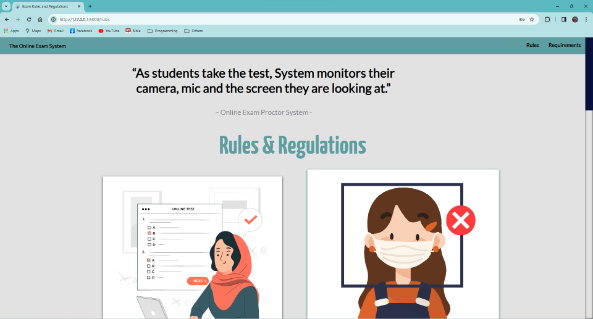 Exam Rules and Regulations
http://127.0.0.1:5000/rules
Apps Maps Gmail Facebook YouTube Programming Others
The Online Exam System
Rules Requirements
“As students take the test, System monitors their
camera, mic and the screen they are looking at.”
– Online Exam Proctor System -
Rules & Regulations
ONLINE TEST
1.
A
B
C
D
2.
A
B
C
D
NEXT